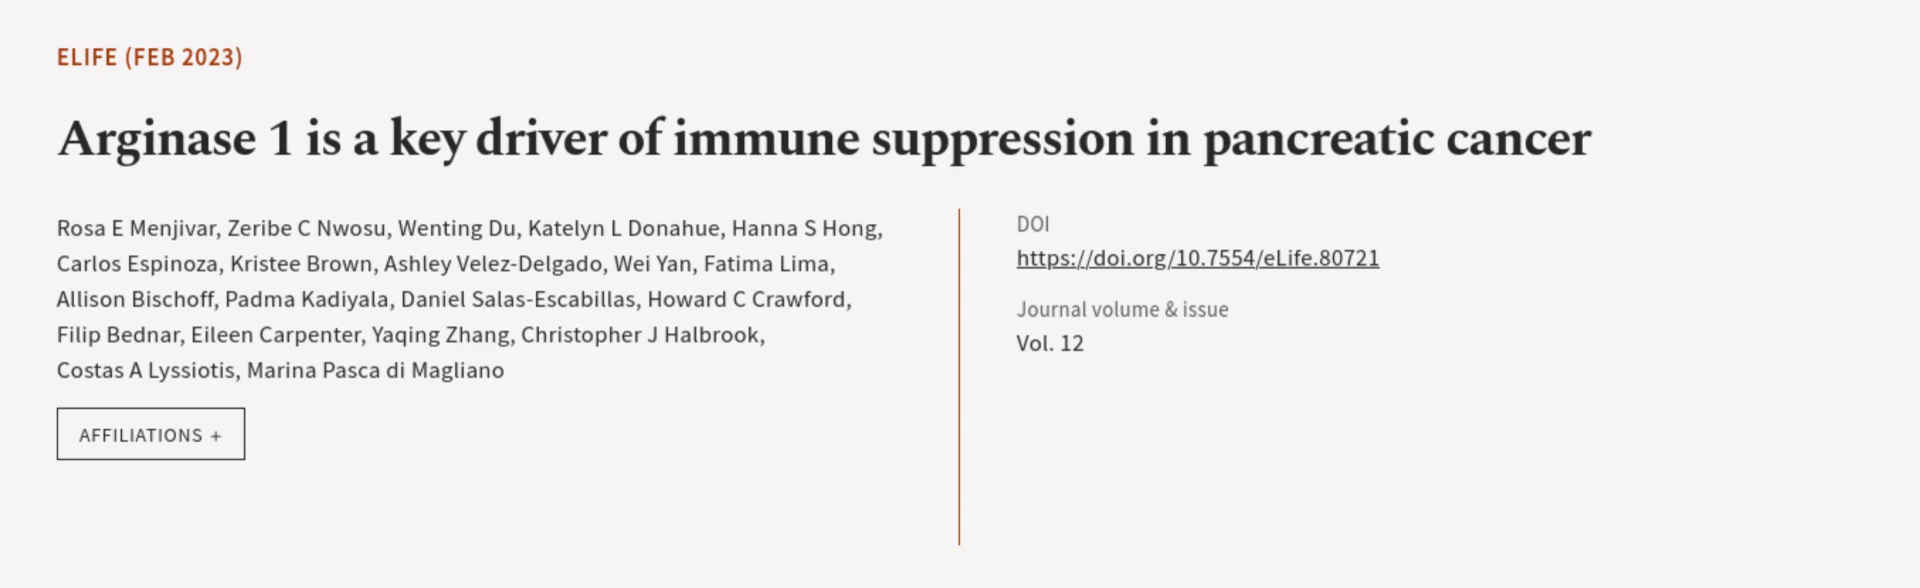 ELIFE (FEB 2023)
Arginase 1 is a key driver of immune suppression in pancreatic cancer
Rosa E Menjivar, Zeribe C Nwosu, Wenting Du, Katelyn L Donahue, Hanna S Hong,
Carlos Espinoza, Kristee Brown, Ashley Velez-Delgado, Wei Yan, Fatima Lima,
Allison Bischoff, Padma Kadiyala, Daniel Salas-Escabillas, Howard C Crawford,
Filip Bednar, Eileen Carpenter, Yaqing Zhang, Christopher J Halbrook,
Costas A Lyssiotis, Marina Pasca di Magliano
AFFILIATIONS +
DOI
https://doi.org/10.7554/eLife.80721
Journal volume & issue
Vol. 12